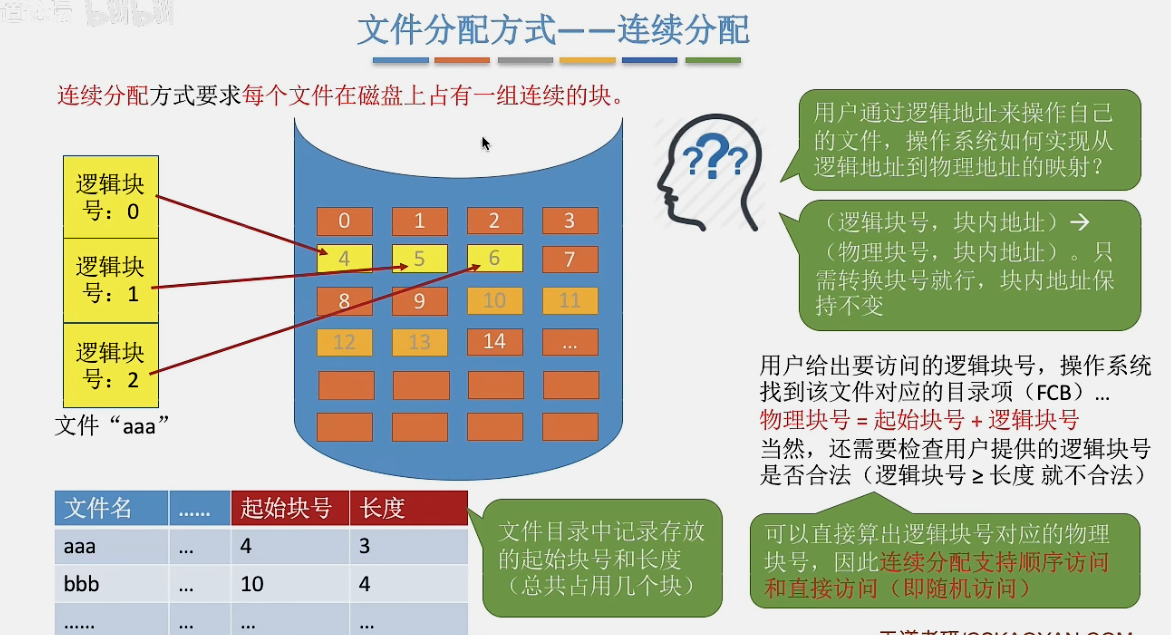 bilibili
文件分配方式——连续分配
连续分配方式要求每个文件在磁盘上占有一组连续的块。
逻辑块
号：0
逻辑块
号：1
逻辑块
号：2
文件“aaa”
0 1 2 3
4 5 6 7
8 9 10 11
12 13 14 ...
???
用户通过逻辑地址来操作自己
的文件，操作系统如何实现从
逻辑地址到物理地址的映射？
（逻辑块号，块内地址）→
（物理块号，块内地址）。只
需转换块号就行，块内地址保
持不变
用户给出要访问的逻辑块号，操作系统
找到该文件对应的目录项（FCB）...
物理块号 = 起始块号 + 逻辑块号
当然，还需要检查用户提供的逻辑块号
是否合法（逻辑块号 ≥ 长度 就不合法）
文件名 …… 起始块号 长度
aaa ... 4 3
bbb ... 10 4
…… ... ... ...
文件目录中记录存放
的起始块号和长度
（总共占用几个块）
可以直接算出逻辑块号对应的物理
块号，因此连续分配支持顺序访问
和直接访问（即随机访问）